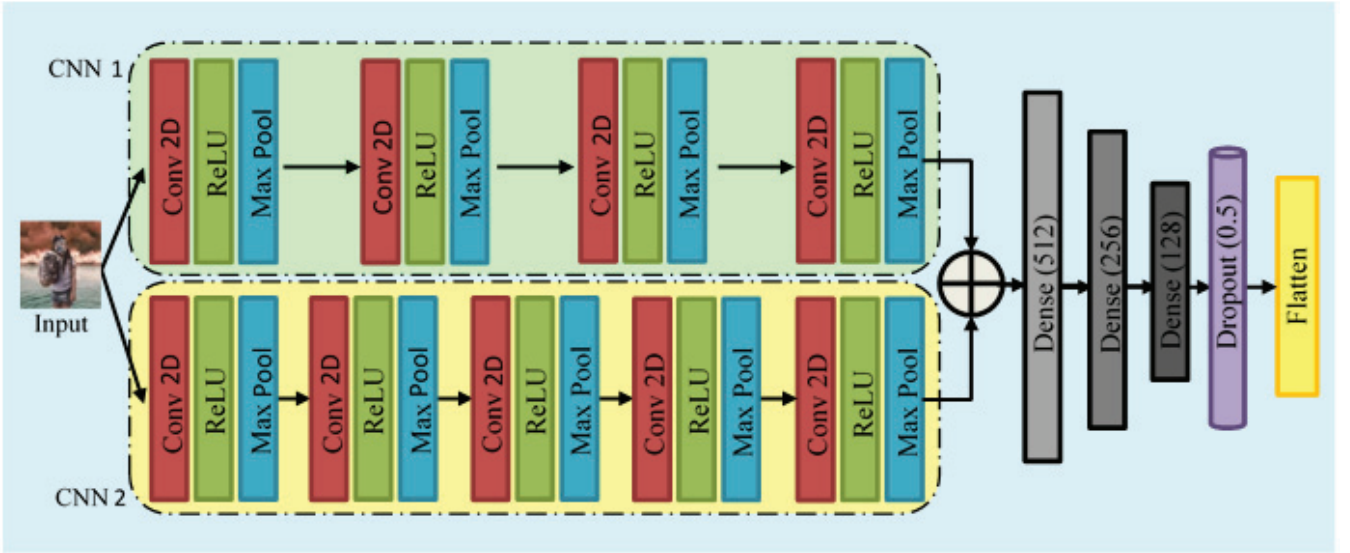 CNN 1
Conv 2D
ReLU
Max Pool
Conv 2D
ReLU
Max Pool
Conv 2D
ReLU
Max Pool
Conv 2D
ReLU
Max Pool
Input
Conv 2D
ReLU
Max Pool
Conv 2D
ReLU
Max Pool
Conv 2D
ReLU
Max Pool
Conv 2D
ReLU
Max Pool
Conv 2D
ReLU
Max Pool
CNN 2
Dense (512)
Dense (256)
Dense (128)
Dropout (0.5)
Flatten